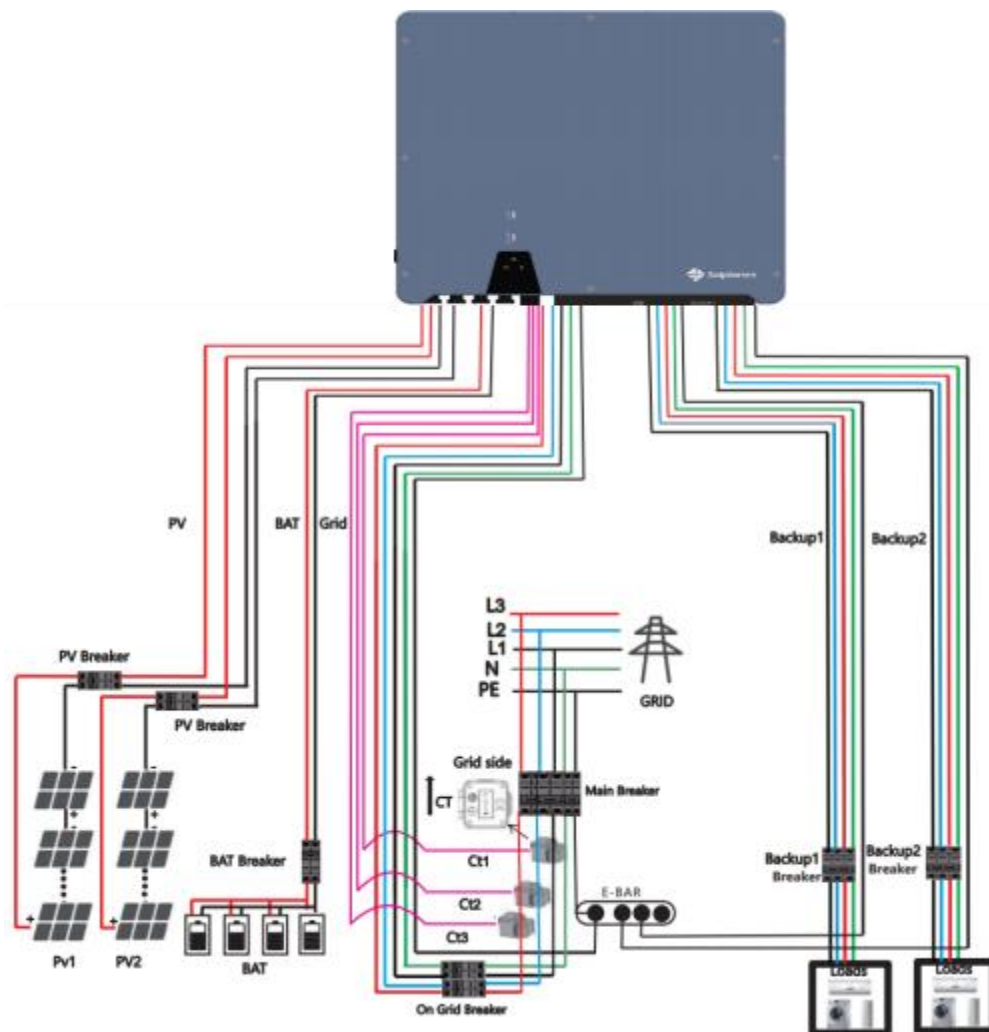 PV
BAT
Grid
Backup1
Backup2
L3
L2
L1
N
PE
GRID
PV Breaker
PV Breaker
Grid side
CT
Main Breaker
Ct1
Ct2
Ct3
E-BAR
BAT Breaker
Backup1
Breaker
Backup2
Breaker
- 
+
-
+
-
-
+
+
Pv1
PV2
BAT
On Grid Breaker
Loads
Loads